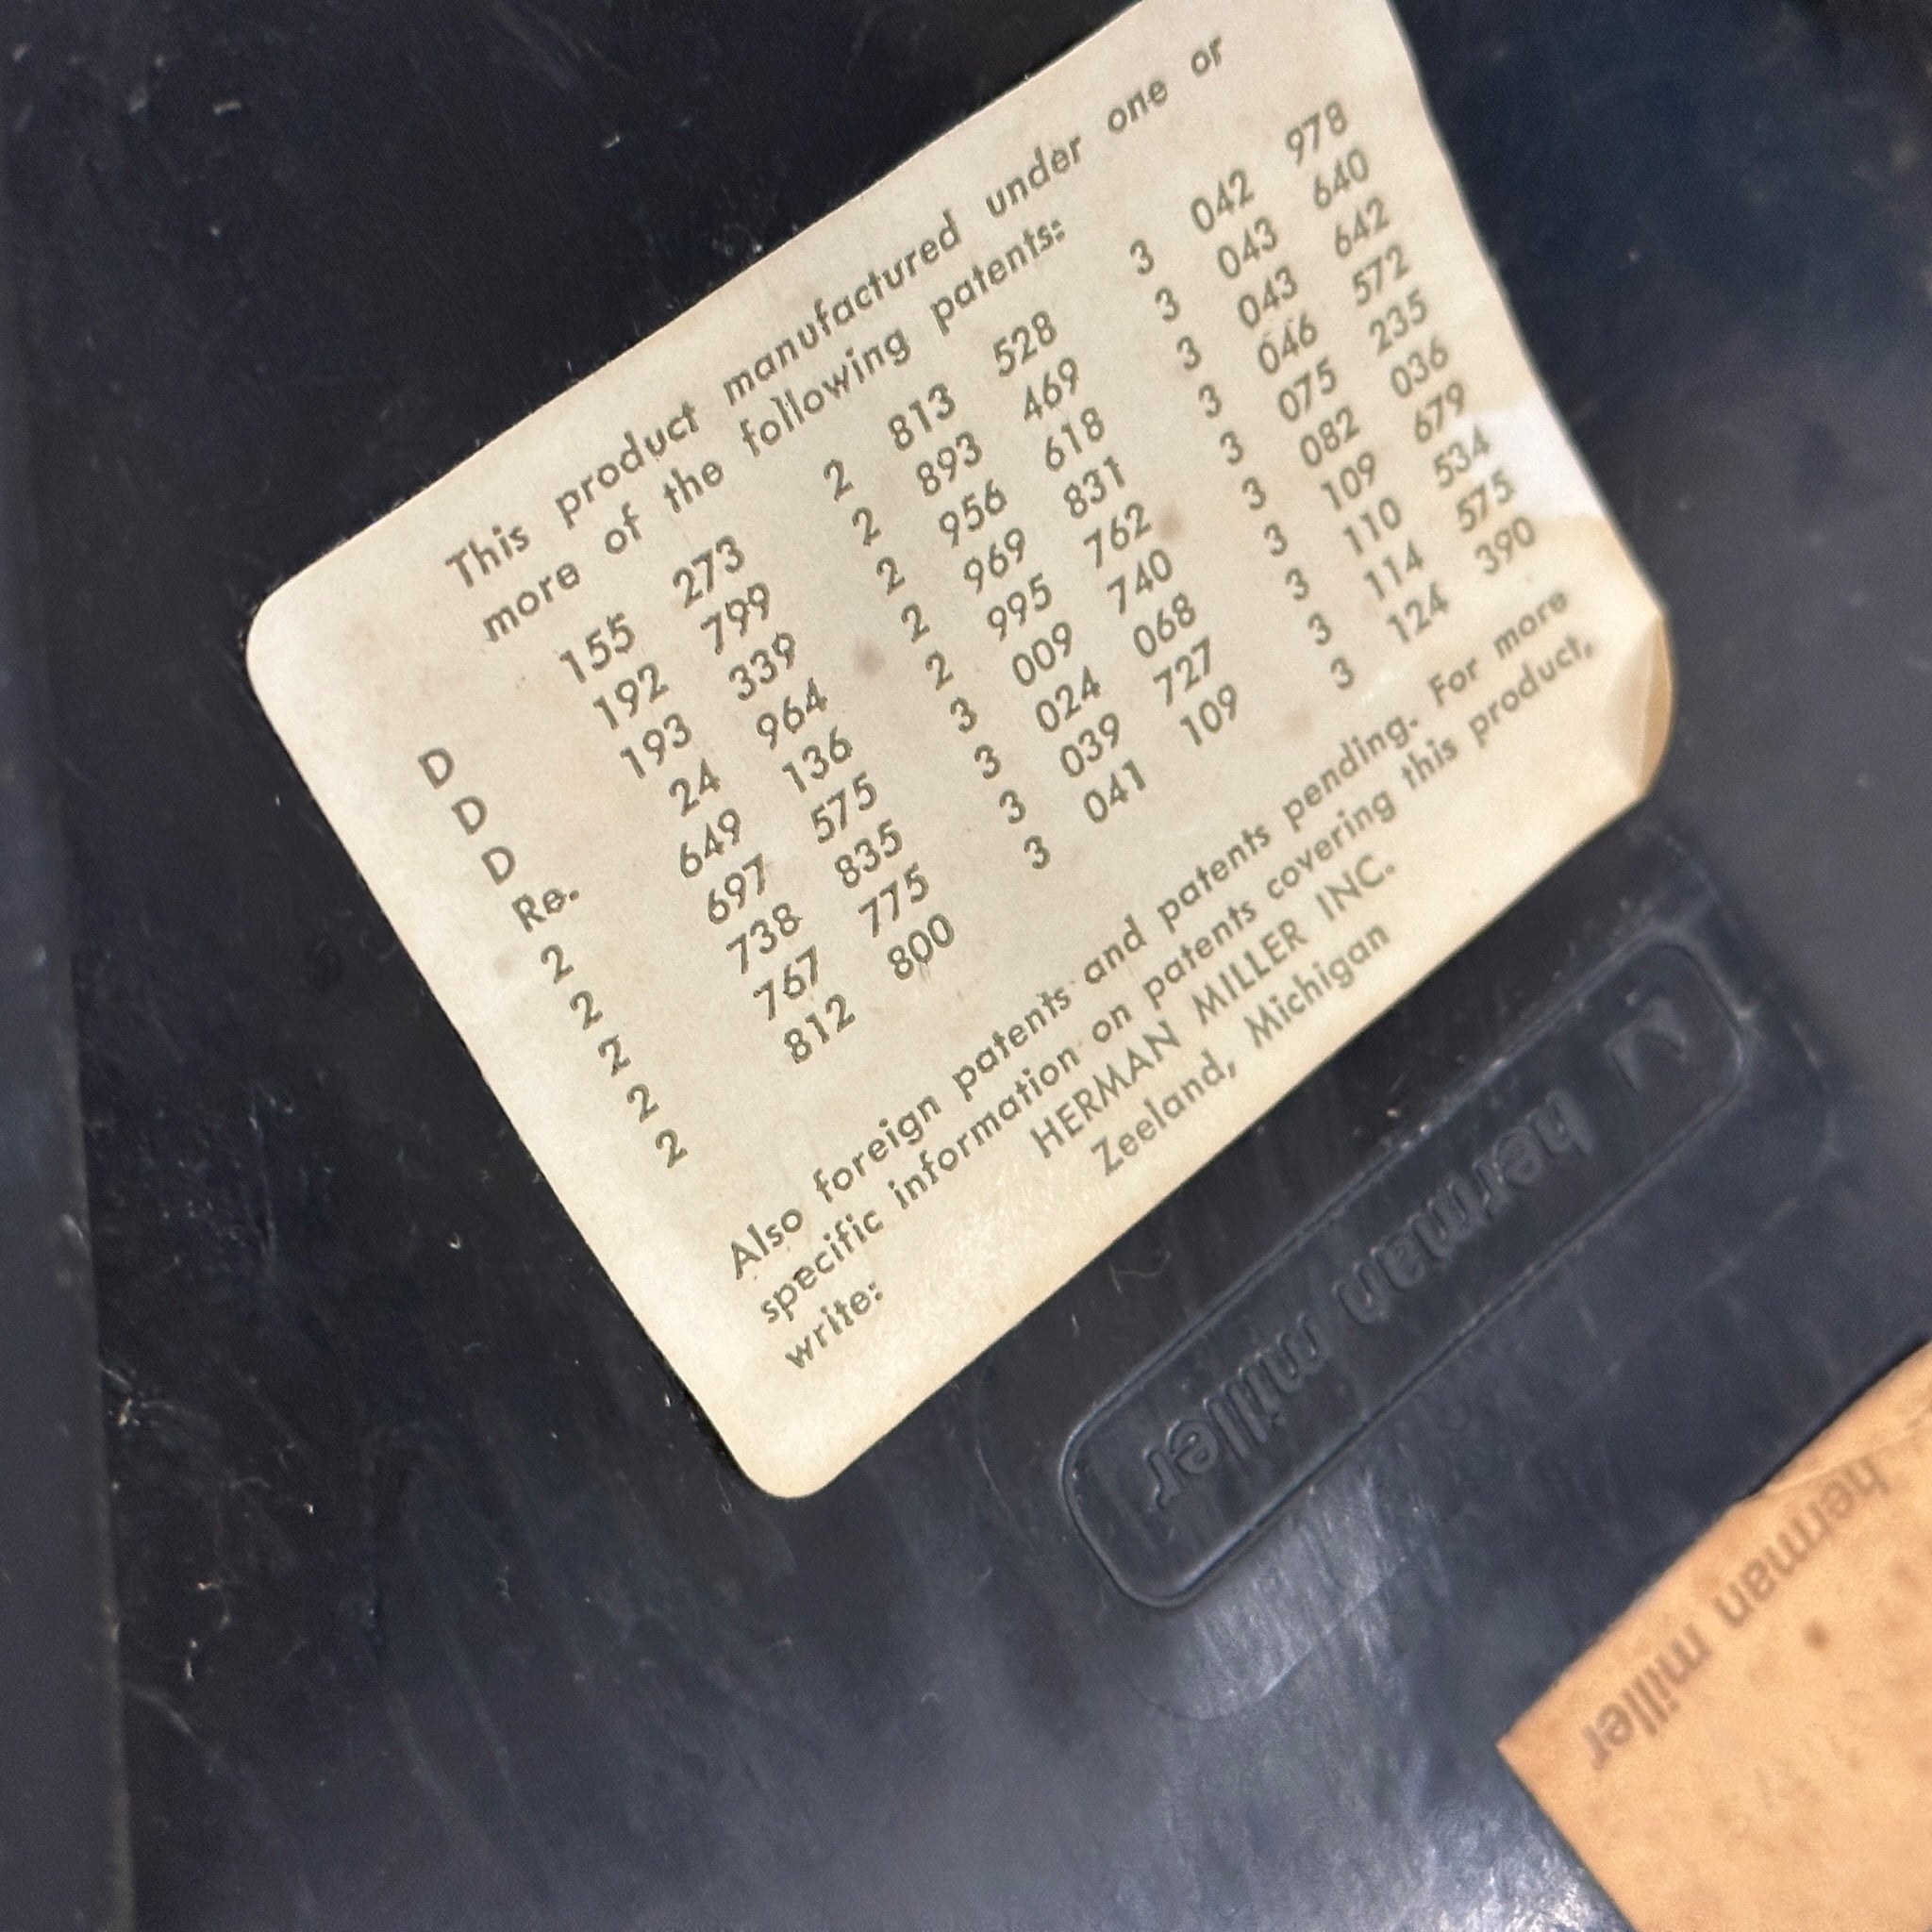 This product manufactured under one or
more of the following patents:
D 155 273 2 813 528 3 042 978
D 192 799 2 893 469 3 043 640
D 193 339 2 956 618 3 043 642
Re. 24 964 2 969 831 3 046 572
2 649 136 2 995 762 3 075 235
2 697 575 3 009 740 3 082 036
2 738 835 3 024 068 3 109 679
2 767 775 3 039 727 3 110 534
2 812 800 3 041 109 3 114 575
3 124 390
Also foreign patents and patents pending. For more
specific information on patents covering this product,
write:
HERMAN MILLER INC.
Zeeland, Michigan
herman miller
herman miller